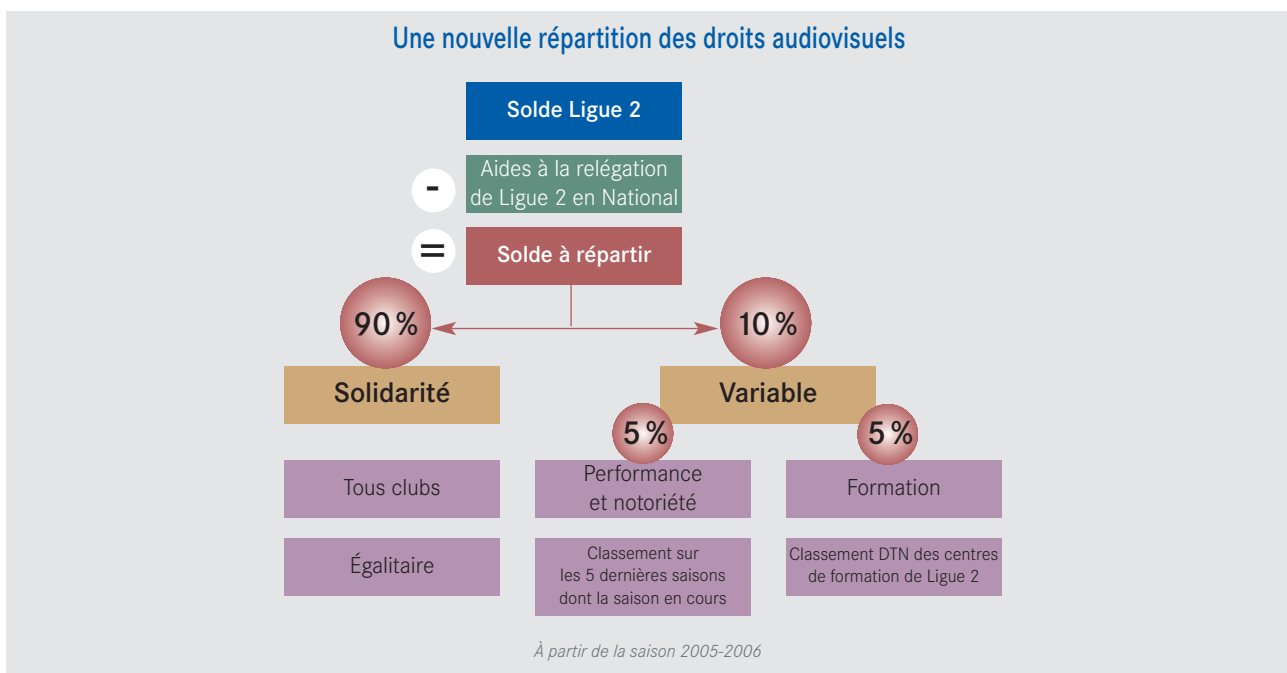 Une nouvelle répartition des droits audiovisuels
Solde Ligue 2
-
Aides à la relégation
de Ligue 2 en National
=
Solde à répartir
90 %
10 %
Solidarité
Variable
5 %
5 %
Tous clubs
Performance
et notoriété
Formation
Égalitaire
Classement sur
les 5 dernières saisons
dont la saison en cours
Classement DTN des centres
de formation de Ligue 2
À partir de la saison 2005-2006